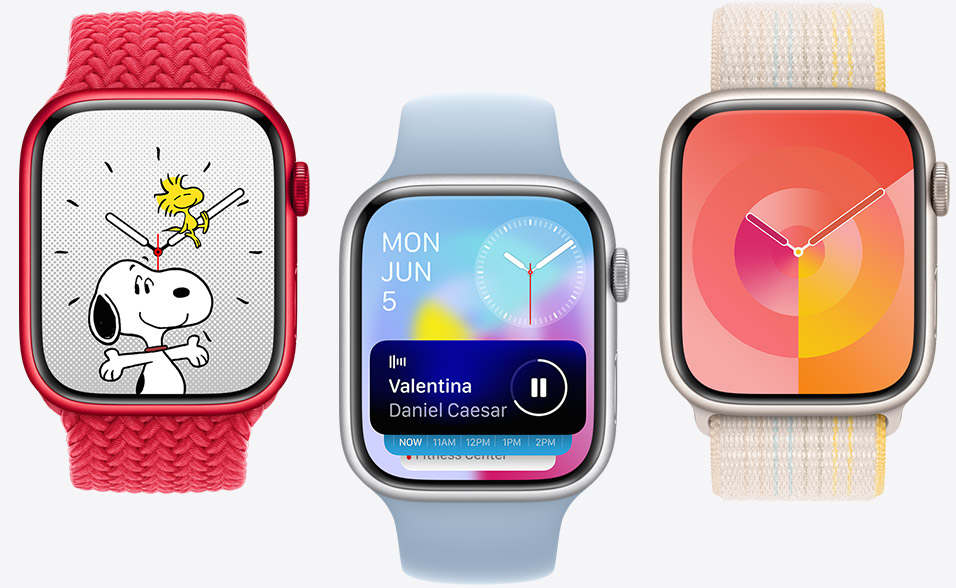 MON
JUN
5
Valentina
Daniel Caesar
NOW 11AM 12PM 1PM 2PM
Fitness Center